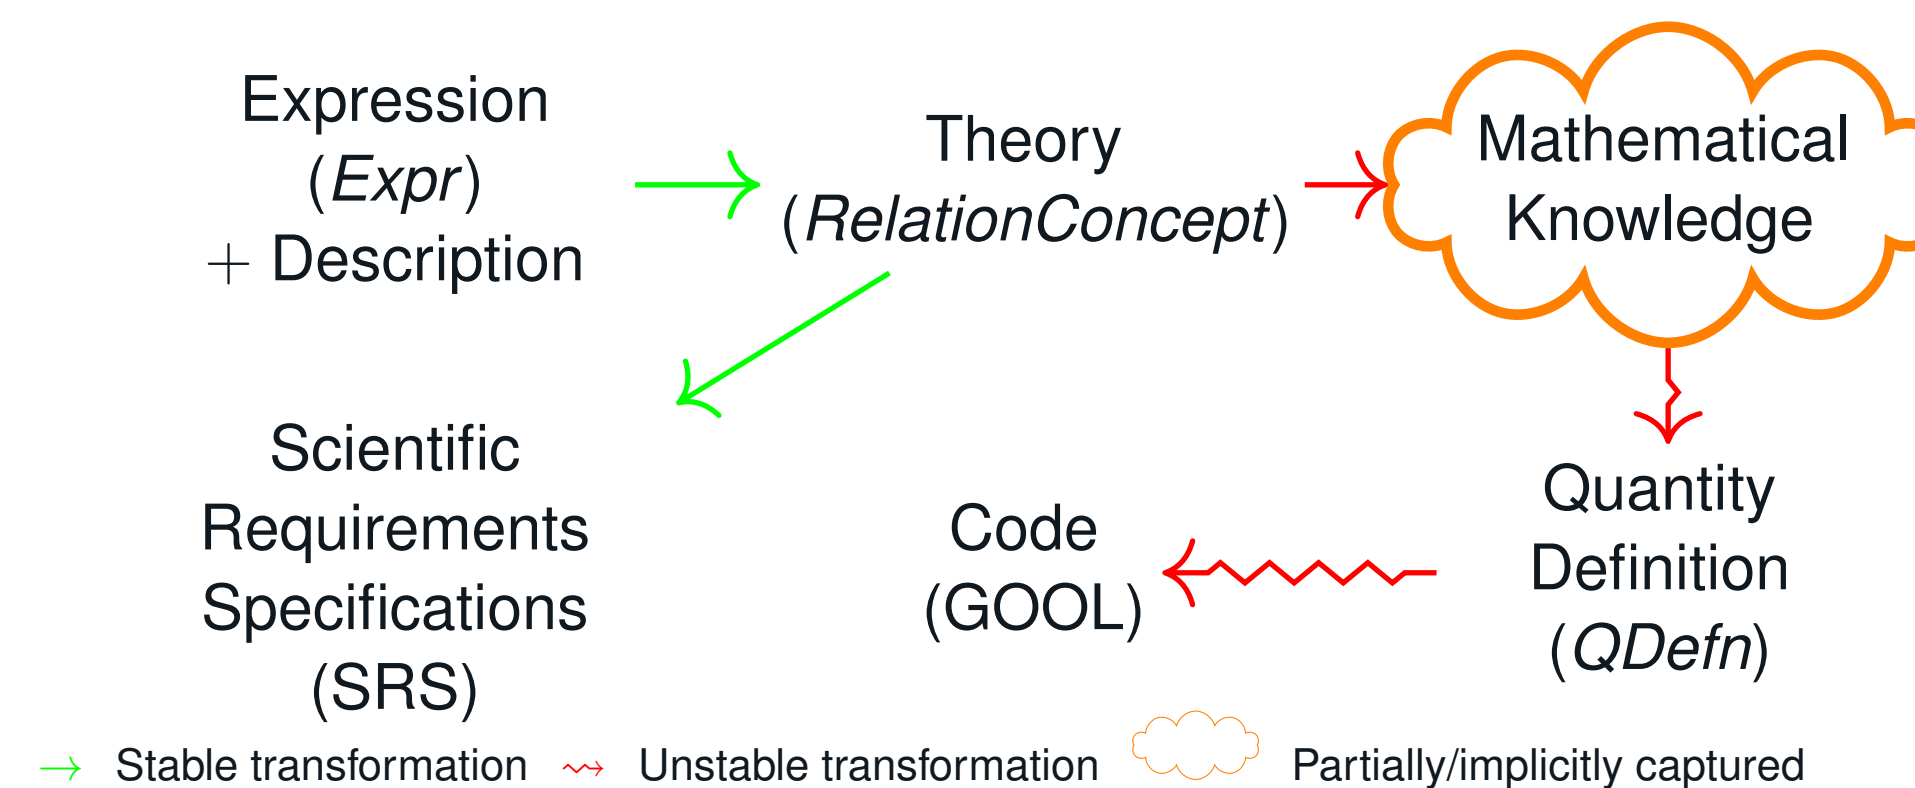 Expression
(Expr)
+ Description
Theory
(RelationConcept)
Mathematical
Knowledge
Scientific
Requirements
Specifications
(SRS)
Code
(GOOL)
Quantity
Definition
(QDefn)
Stable transformation
Unstable transformation
Partially/implicitly captured